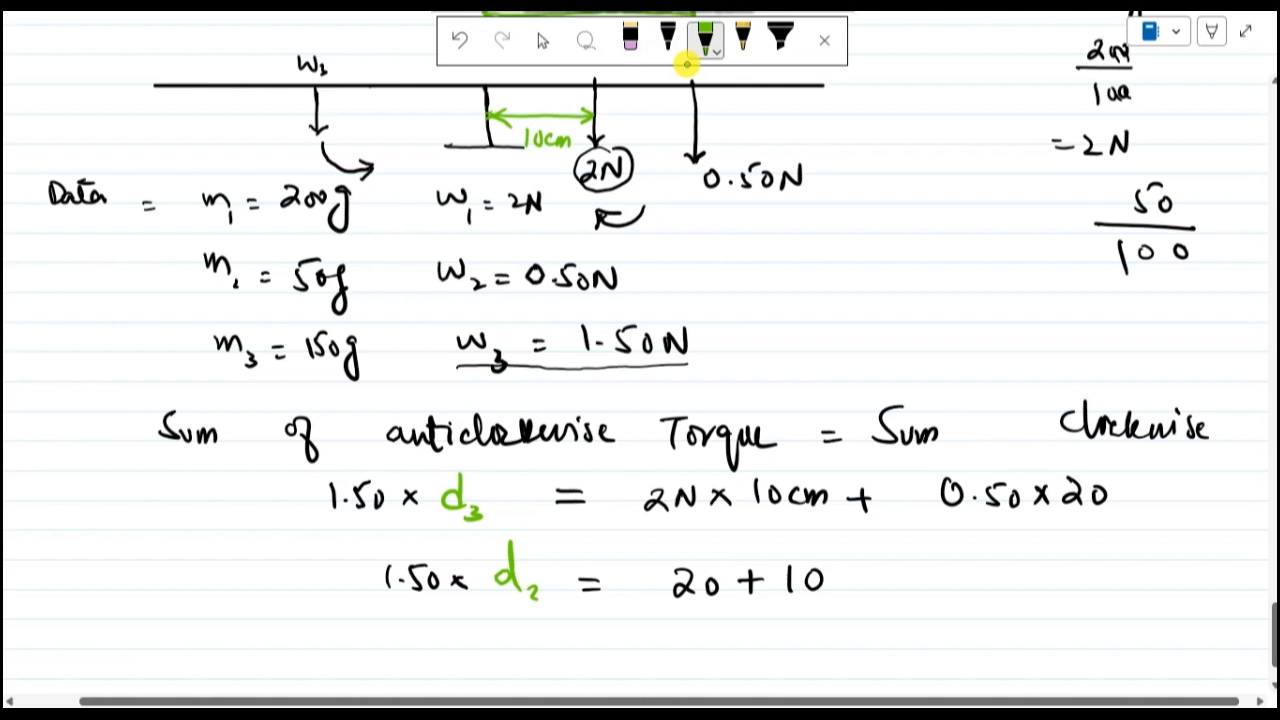 W3
10cm
2N
0.50N
200
100
= 2N
50
100
Data = m1 = 200g W1 = 2N
m2 = 50g W2 = 0.50N
m3 = 150g W3 = 1.50N
Sum of anticlockwise Torque = Sum Clockwise
1.50 × d3 = 2N × 10cm + 0.50 × 20
1.50 × d2 = 20 + 10